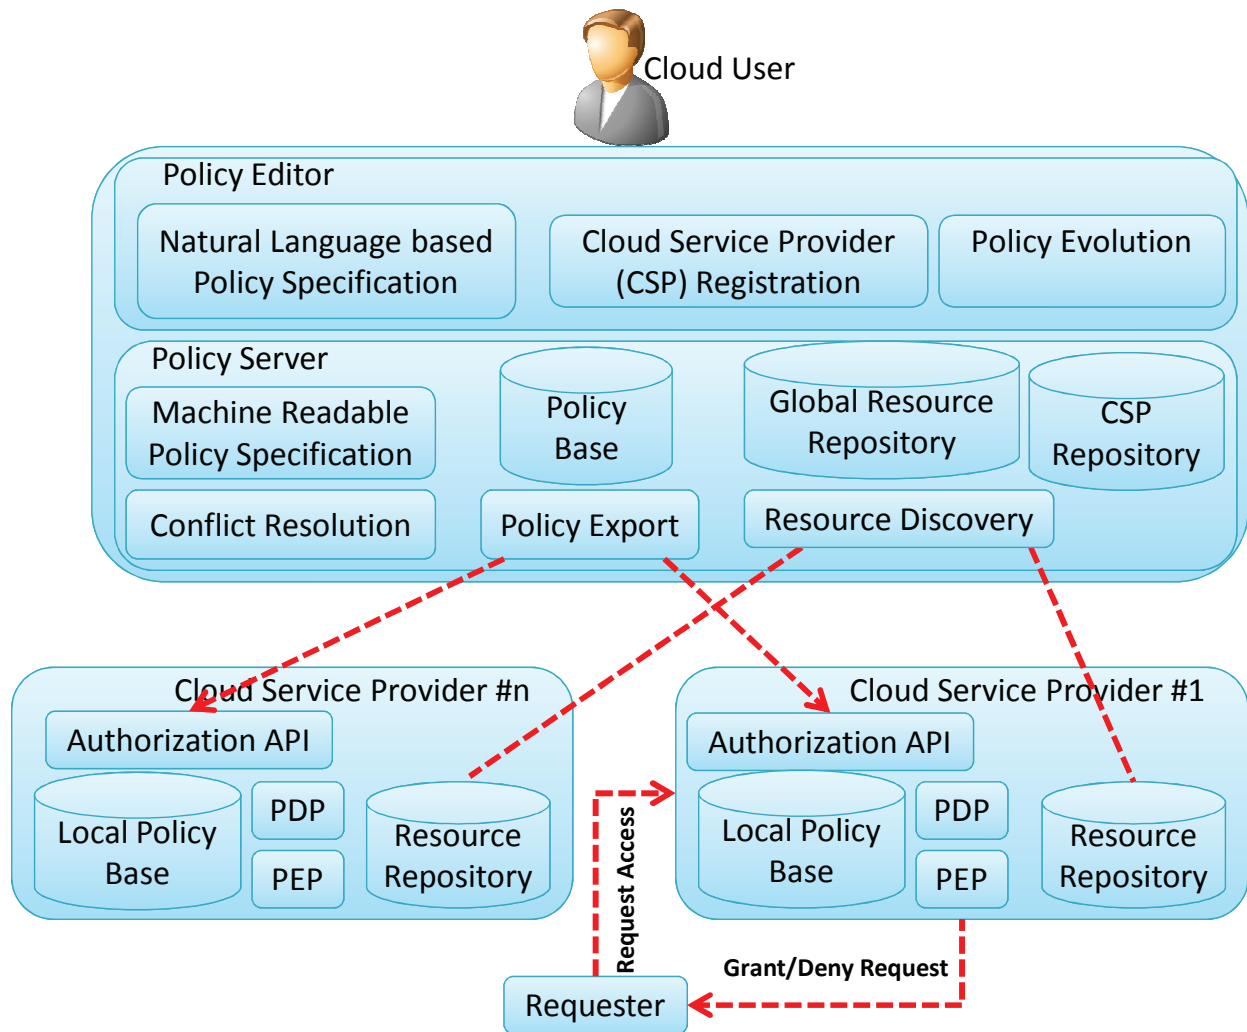 Cloud User
Policy Editor
Natural Language based
Policy Specification
Cloud Service Provider
(CSP) Registration
Policy Evolution
Policy Server
Machine Readable
Policy Specification
Policy
Base
Global Resource
Repository
CSP
Repository
Conflict Resolution
Policy Export
Resource Discovery
Cloud Service Provider #n
Authorization API
Local Policy
Base
PDP
PEP
Resource
Repository
Cloud Service Provider #1
Authorization API
Local Policy
Base
PDP
PEP
Resource
Repository
Request Access
Grant/Deny Request
Requester